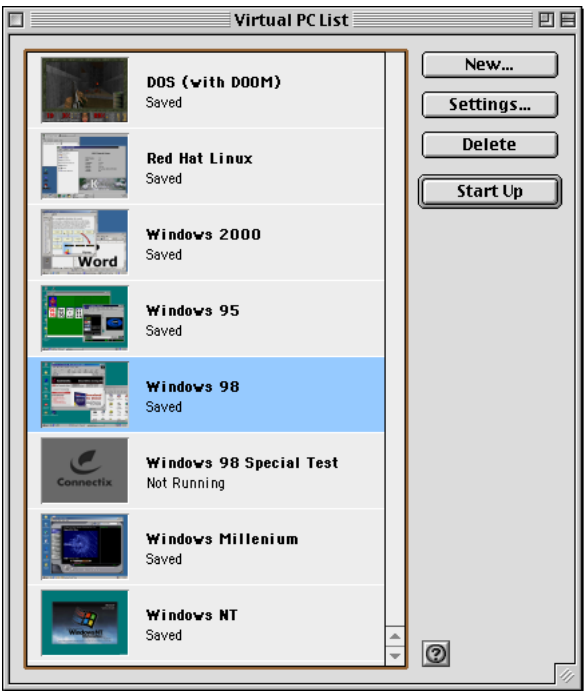 Virtual PC List
DOS (with DOOM)
Saved
Red Hat Linux
Saved
Windows 2000
Saved
Word
Windows 95
Saved
Windows 98
Saved
Windows 98 Special Test
Not Running
Connectix
Windows Millenium
Saved
Windows NT
Saved
WindowsNT
New...
Settings...
Delete
Start Up
?